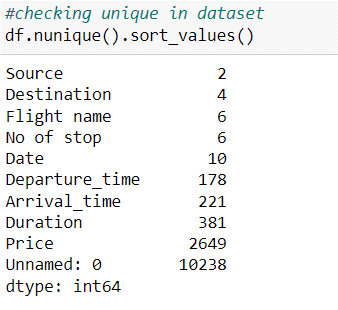 #checking unique in dataset
df.nunique().sort_values()
Source 2
Destination 4
Flight name 6
No of stop 6
Date 10
Departure_time 178
Arrival_time 221
Duration 381
Price 2649
Unnamed: 0 10238
dtype: int64